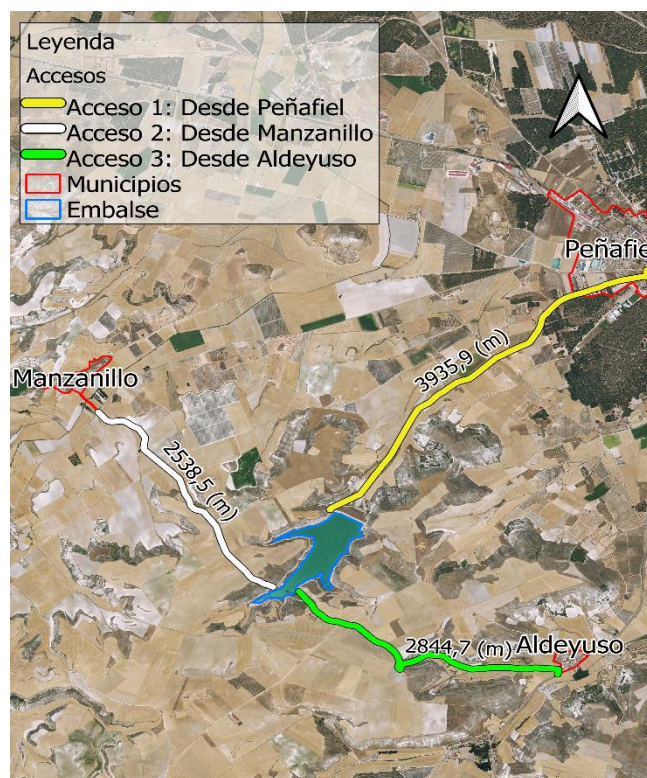 Leyenda
Accesos
Acceso 1: Desde Peñafiel
Acceso 2: Desde Manzanillo
Acceso 3: Desde Aldeyuso
Municipios
Embalse
Peñafie
3935,9 (m)
Manzanillo
2538,5 (m)
2844,7 (m)
Aldeyuso